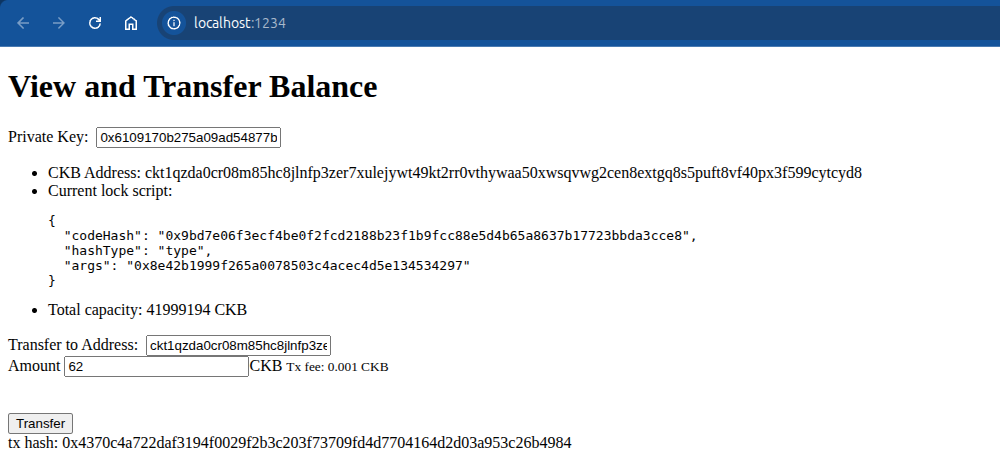 localhost:1234
View and Transfer Balance
Private Key: 0x6109170b275a09ad54877b
CKB Address: ckt1qzda0cr08m85hc8jlnfp3zer7xulejywt49kt2rr0vthywaa50xwsqvwg2cen8extgq8s5puft8vf40px3f599cytcyd8
Current lock script:
{
"codeHash": "0x9bd7e06f3ecf4be0f2fcd2188b23f1b9fcc88e5d4b65a8637b17723bbda3cce8",
"hashType": "type",
"args": "0x8e42b1999f265a0078503c4acec4d5e134534297"
}
Total capacity: 41999194 CKB
Transfer to Address: ckt1qzda0cr08m85hc8jlnfp3ze
Amount 62 CKB Tx fee: 0.001 CKB
Transfer
tx hash: 0x4370c4a722daf3194f0029f2b3c203f73709fd4d7704164d2d03a953c26b4984